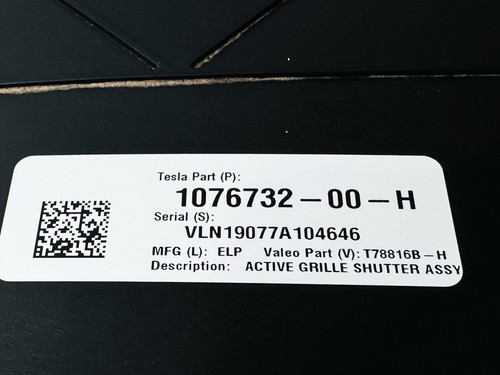 Tesla Part (P):
1076732-00-H
Serial (S):
VLN19077A104646
MFG (L): ELP Valeo Part (V): T78816B-H
Description: ACTIVE GRILLE SHUTTER ASSY